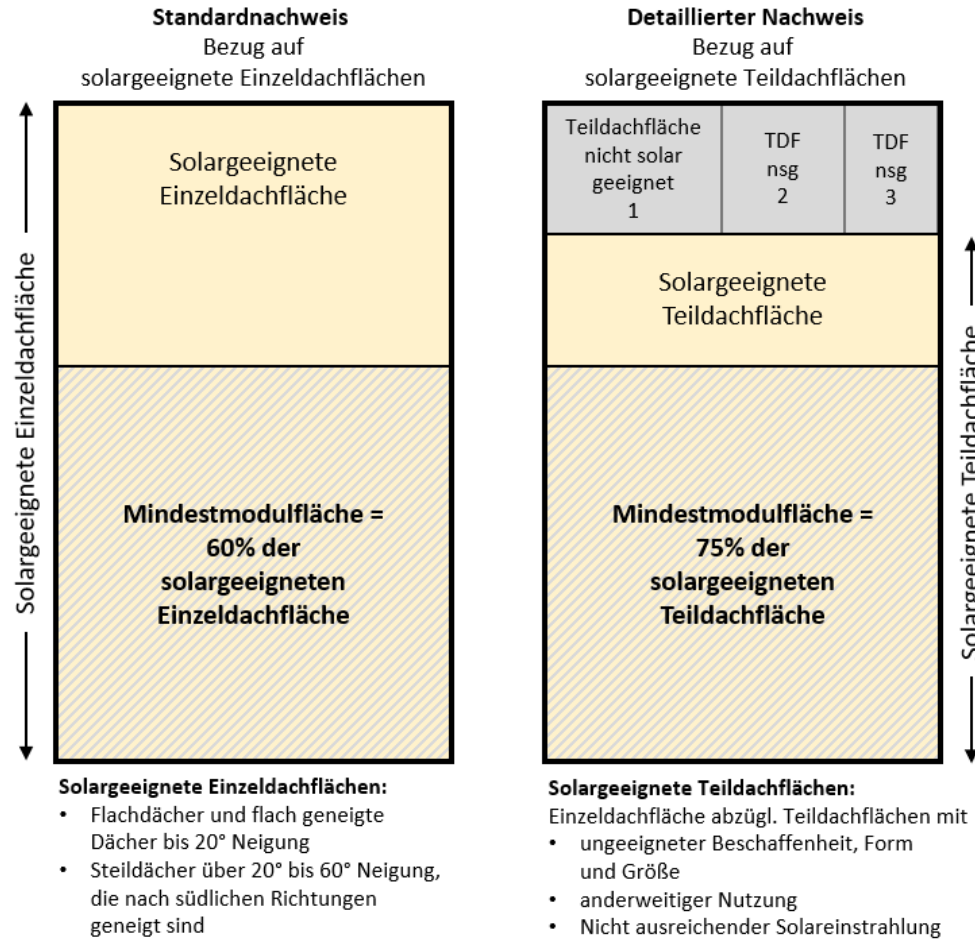 Standardnachweis
Bezug auf
solargeeignete Einzeldachflächen
Solargeeignete Einzeldachfläche
Solargeeignete
Einzeldachfläche
Mindestmodulfläche =
60% der
solargeeigneten
Einzeldachfläche
Solargeeignete Einzeldachflächen:
• Flachdächer und flach geneigte
Dächer bis 20° Neigung
• Steildächer über 20° bis 60° Neigung,
die nach südlichen Richtungen
geneigt sind
Detaillierter Nachweis
Bezug auf
solargeeignete Teildachflächen
Teildachfläche
nicht solar
geeignet
1
TDF
nsg
2
TDF
nsg
3
Solargeeignete
Teildachfläche
Mindestmodulfläche =
75% der
solargeeigneten
Teildachfläche
Solargeeignete Teildachfläche
Solargeeignete Teildachflächen:
Einzeldachfläche abzügl. Teildachflächen mit
• ungeeigneter Beschaffenheit, Form
und Größe
• anderweitiger Nutzung
• Nicht ausreichender Solareinstrahlung